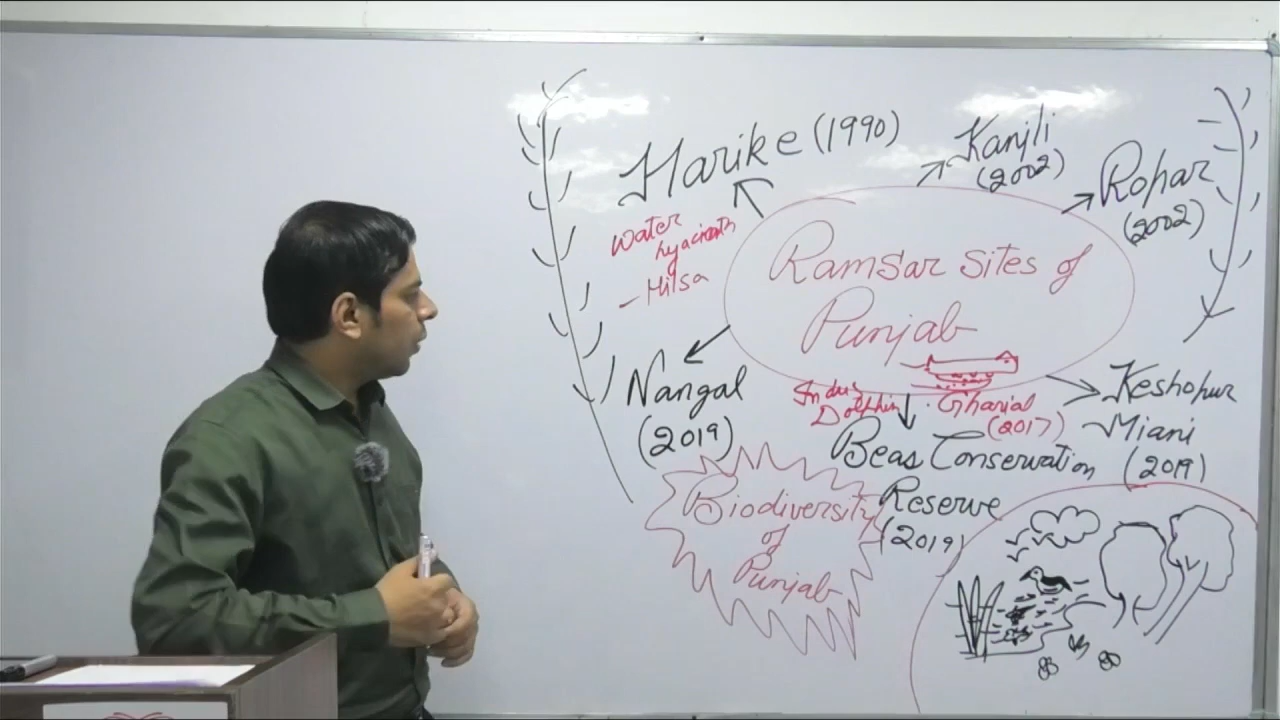 Harike (1990)
Kanjli
(2002)
Ropar
(2002)
Water
hyacinth
- Hilsa
Ramsar Sites of
Punjab
Nangal
(2019)
Indus
Dolphin
. Gharial
(2017)
Beas Conservation
Reserve
(2019)
Keshopur
Miani
(2019)
Biodiversity
of
Punjab